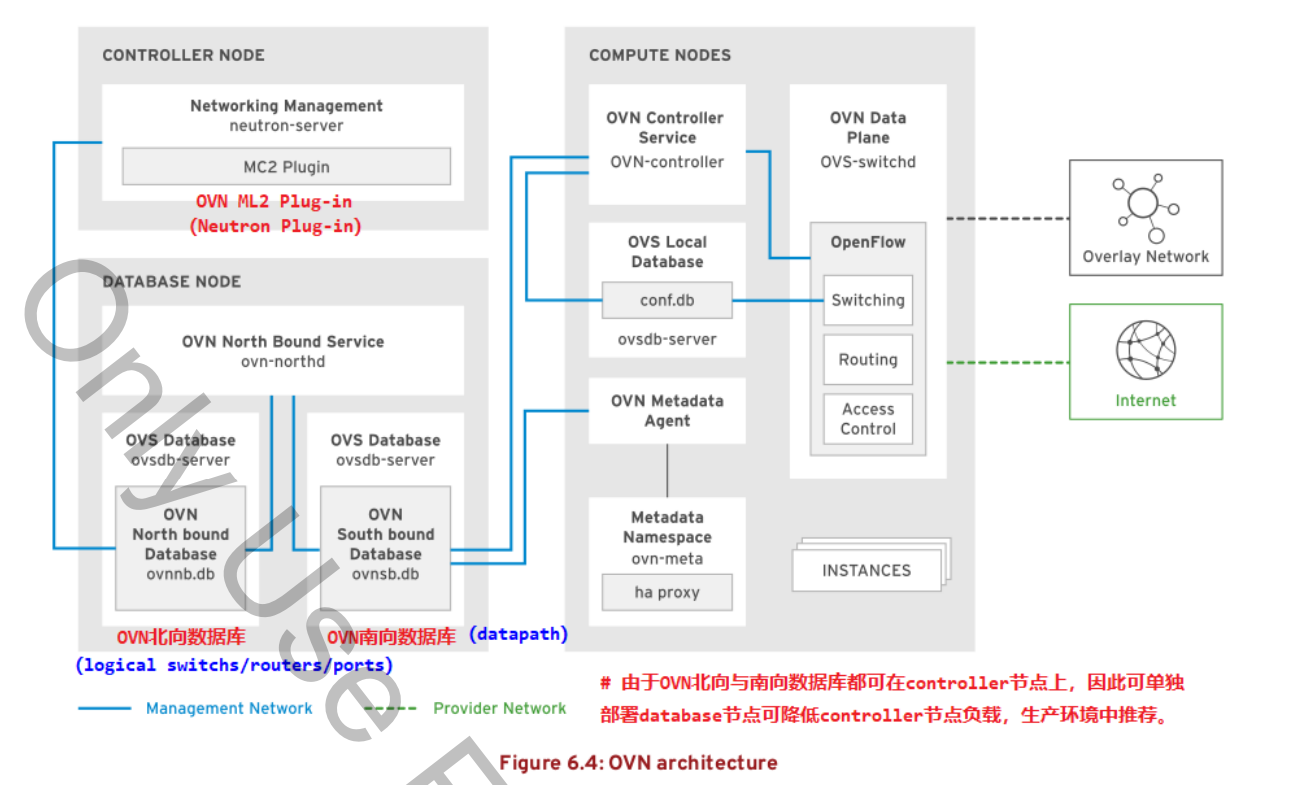 CONTROLLER NODE
Networking Management
neutron-server
MC2 Plugin
OVN ML2 Plug-in
(Neutron Plug-in)
DATABASE NODE
OVN North Bound Service
ovn-northd
OVS Database
ovsdb-server
OVN
North bound
Database
ovnnb.db
OVS Database
ovsdb-server
OVN
South bound
Database
ovnsb.db
OVN北向数据库
OVN南向数据库
(datapath)
(logical switchs/routers/ports)
COMPUTE NODES
OVN Controller
Service
OVN-controller
OVS Local
Database
conf.db
ovsdb-server
OVN Metadata
Agent
Metadata
Namespace
ovn-meta
ha proxy
OVN Data
Plane
OVS-switchd
OpenFlow
Switching
Routing
Access
Control
INSTANCES
Overlay Network
Internet
# 由于OVN北向与南向数据库都可在controller节点上，因此可单独
部署database节点可降低controller节点负载，生产环境中推荐。
Management Network
Provider Network
Figure 6.4: OVN architecture
Only Use